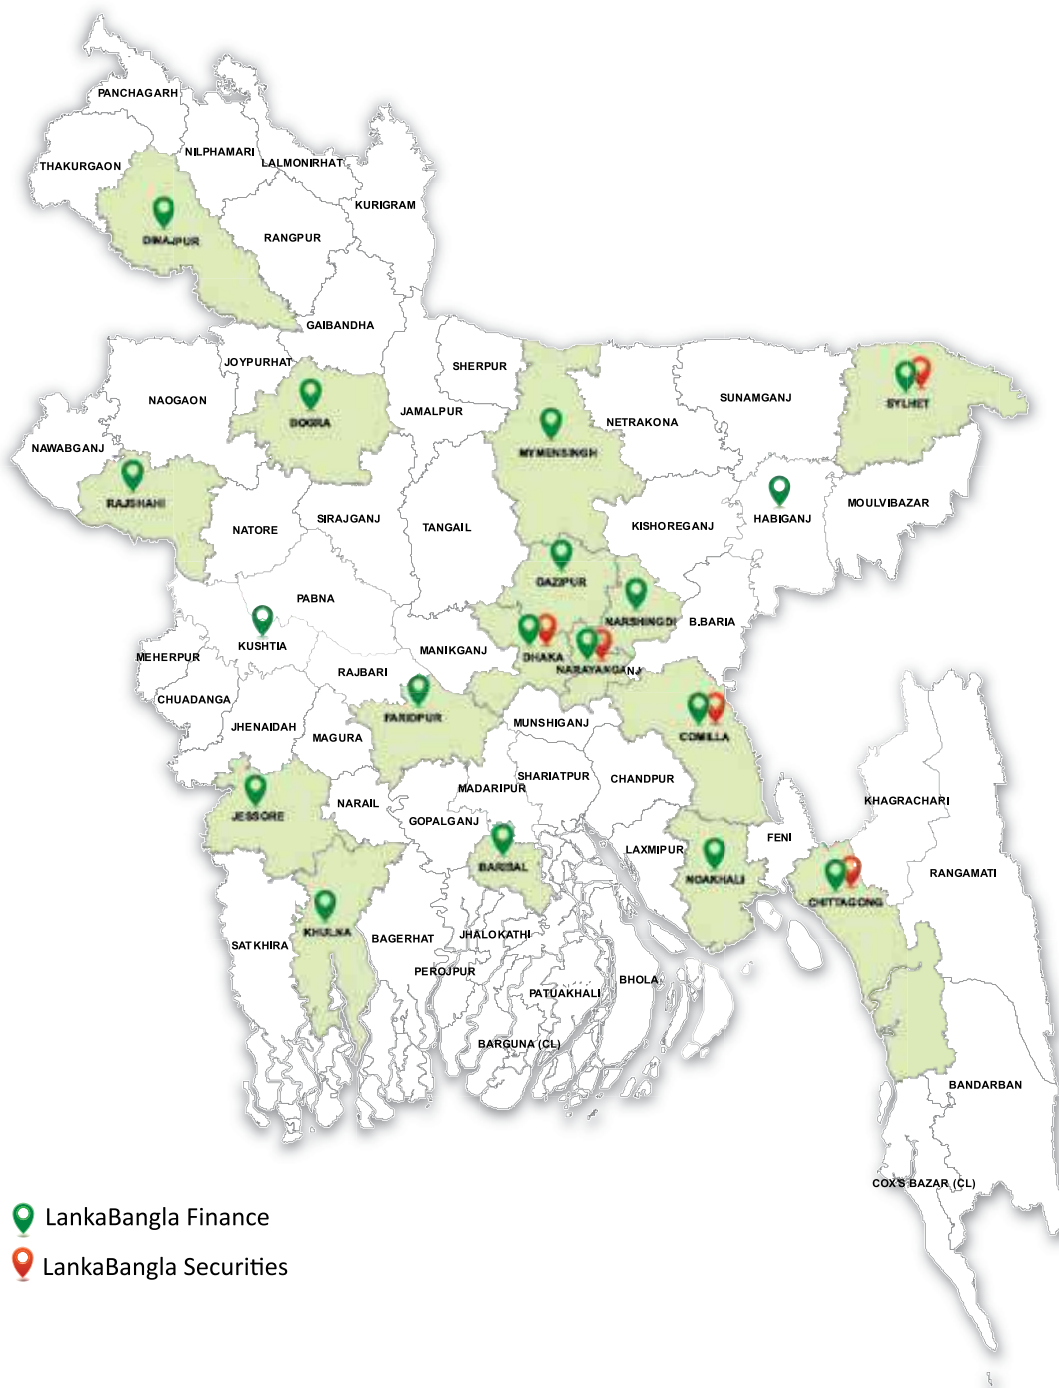 PANCHAGARH
THAKURGAON
NILPHAMARI
LALMONIRHAT
KURIGRAM
DINAJPUR
RANGPUR
GAIBANDHA
JOYPURHAT
SHERPUR
NAOGAON
BOGRA
JAMALPUR
NETRAKONA
SUNAMGANJ
SYLHET
NAWABGANJ
MYMENSINGH
RAJSHAHI
NATORE
SIRAJGANJ
TANGAIL
KISHOREGANJ
HABIGANJ
MOULVIBAZAR
GAZIPUR
PABNA
NARSHINGDI
B.BARIA
KUSHTIA
MEHERPUR
RAJBARI
MANIKGANJ
DHAKA
NARAYANGANJ
CHUADANGA
JHENAIDAH
MAGURA
FARIDPUR
MUNSHIGANJ
COMILLA
SHARIATPUR
CHANDPUR
MADARIPUR
NARAIL
JESSORE
GOPALGANJ
KHAGRACHARI
LAXMIPUR
FENI
BARISAL
NOAKHALI
RANGAMATI
CHITTAGONG
SATKHIRA
KHULNA
BAGERHAT
JHALOKATHI
PEROJPUR
PATUAKHALI
BHOLA
BARGUNA (CL)
BANDARBAN
COX'S BAZAR (CL)
LankaBangla Finance
LankaBangla Securities